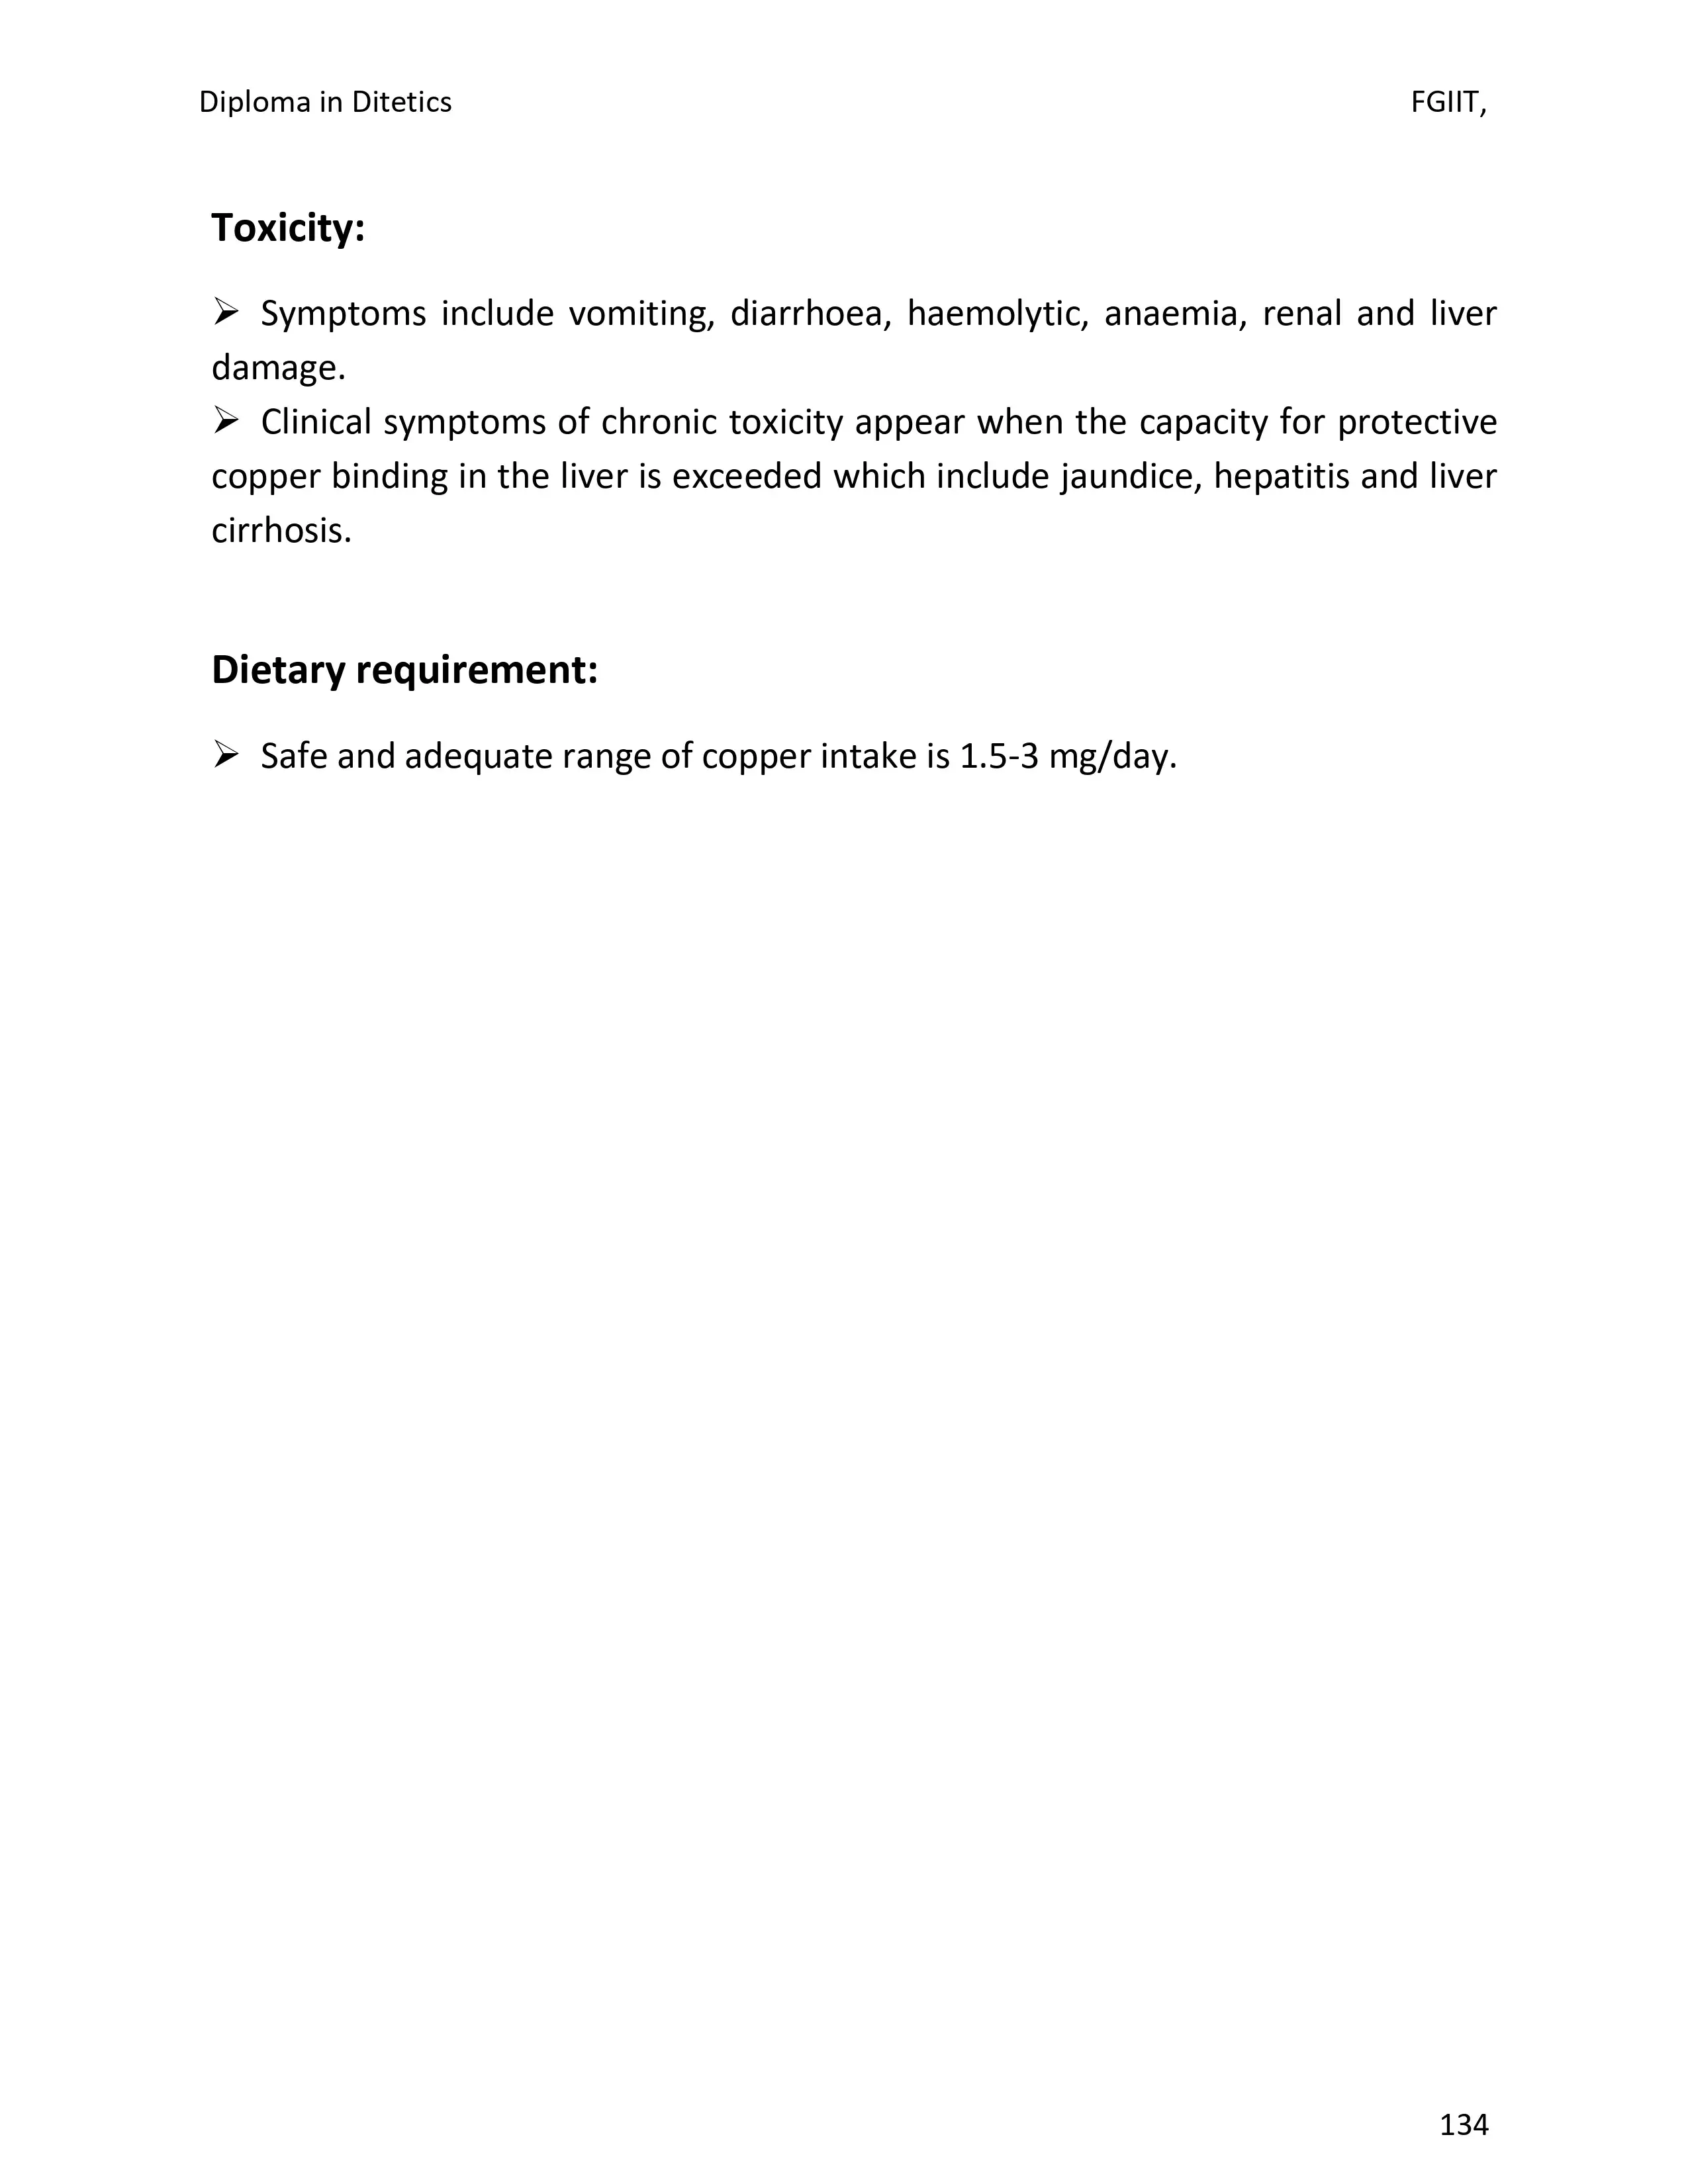 Diploma in Ditetics FGIIT,
Toxicity:
➢ Symptoms include vomiting, diarrhoea, haemolytic, anaemia, renal and liver
damage.
➢ Clinical symptoms of chronic toxicity appear when the capacity for protective
copper binding in the liver is exceeded which include jaundice, hepatitis and liver
cirrhosis.
Dietary requirement:
➢ Safe and adequate range of copper intake is 1.5-3 mg/day.
134